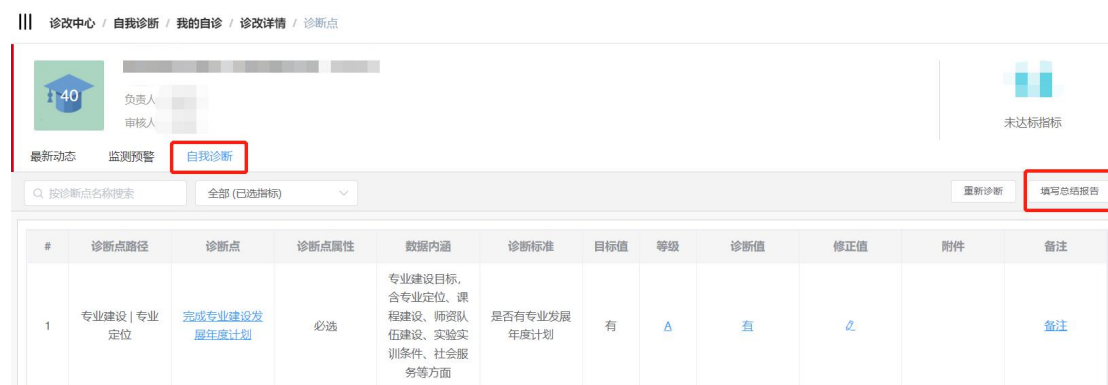 诊改中心 / 自我诊断 / 我的自诊 / 诊改详情 / 诊断点
40
负责人
审核人
未达标指标
最新动态 监测预警 自我诊断
按诊断点名称搜索 全部 (已选指标) 重新诊断 填写总结报告
# 诊断点路径 诊断点 诊断点属性 数据内涵 诊断标准 目标值 等级 诊断值 修正值 附件 备注
1
专业建设 | 专业
定位
完成专业建设发
展年度计划
必选
专业建设目标,
含专业定位、课
程建设、师资队
伍建设、实验实
训条件、社会服
务等方面
是否有专业发展
年度计划
有
A
有
备注